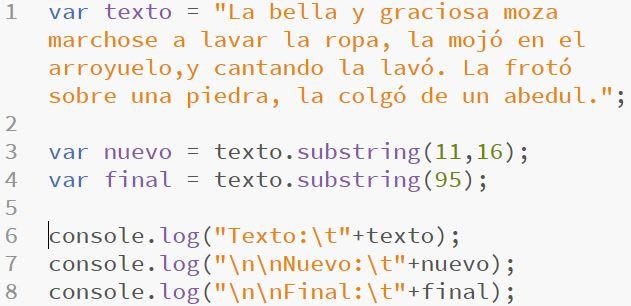 1 var texto = "La bella y graciosa moza
marchose a lavar la ropa, la mojó en el
arroyuelo,y cantando la lavó. La frotó
sobre una piedra, la colgó de un abedul.";
2
3 var nuevo = texto.substring(11,16);
4 var final = texto.substring(95);
5
6 console.log("Texto:\t"+texto);
7 console.log("\n\nNuevo:\t"+nuevo);
8 console.log("\n\nFinal:\t"+final);